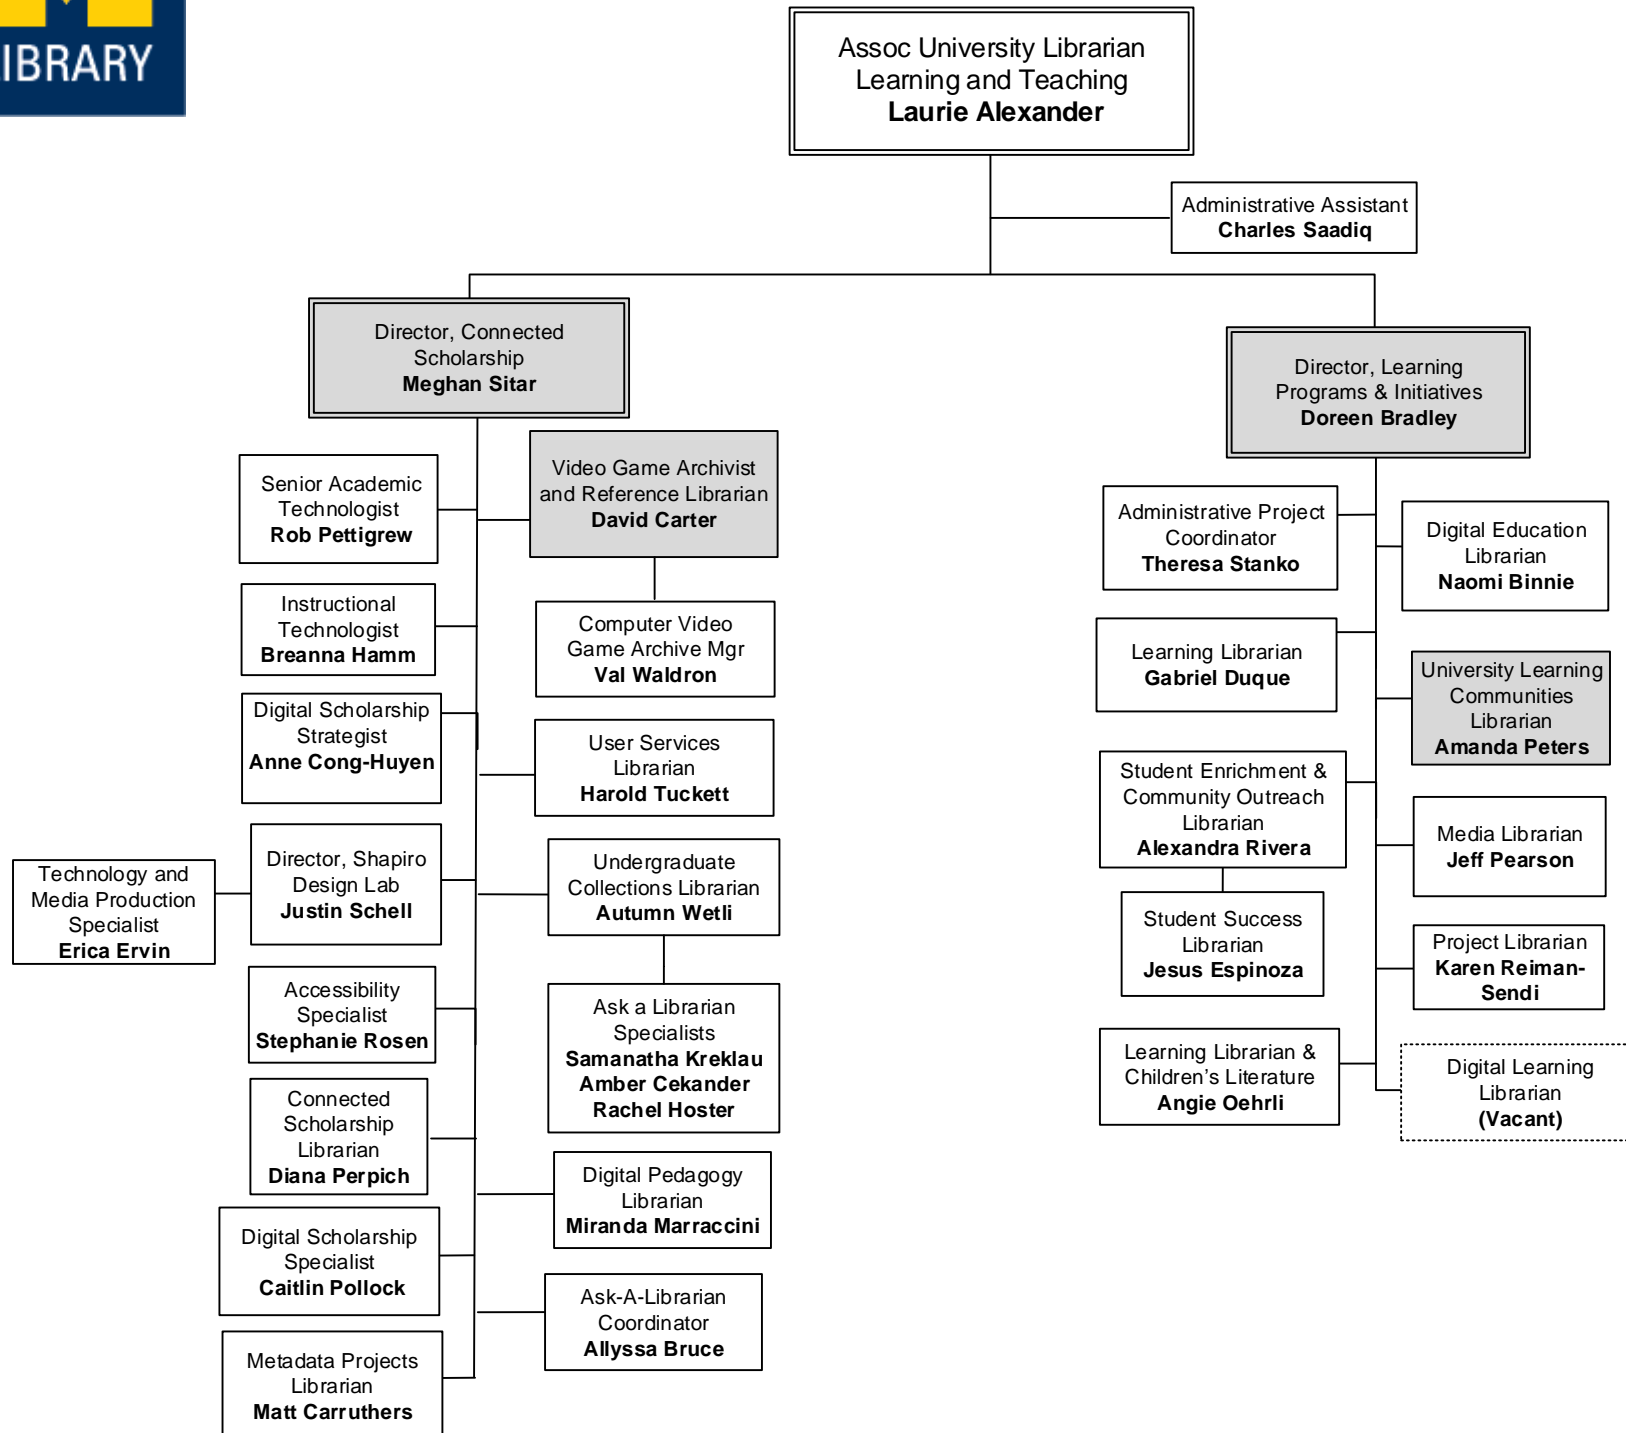 LIBRARY
Assoc University Librarian
Learning and Teaching
Laurie Alexander
Administrative Assistant
Charles Saadiq
Director, Connected
Scholarship
Meghan Sitar
Director, Learning
Programs & Initiatives
Doreen Bradley
Senior Academic
Technologist
Rob Pettigrew
Video Game Archivist
and Reference Librarian
David Carter
Instructional
Technologist
Breanna Hamm
Computer Video
Game Archive Mgr
Val Waldron
Digital Scholarship
Strategist
Anne Cong-Huyen
User Services
Librarian
Harold Tuckett
Technology and
Media Production
Specialist
Erica Ervin
Director, Shapiro
Design Lab
Justin Schell
Undergraduate
Collections Librarian
Autumn Wetli
Accessibility
Specialist
Stephanie Rosen
Ask a Librarian
Specialists
Samanatha Kreklau
Amber Cekander
Rachel Hoster
Connected
Scholarship
Librarian
Diana Perpich
Digital Pedagogy
Librarian
Miranda Marraccini
Digital Scholarship
Specialist
Caitlin Pollock
Ask-A-Librarian
Coordinator
Allyssa Bruce
Metadata Projects
Librarian
Matt Carruthers
Administrative Project
Coordinator
Theresa Stanko
Digital Education
Librarian
Naomi Binnie
Learning Librarian
Gabriel Duque
University Learning
Communities
Librarian
Amanda Peters
Student Enrichment &
Community Outreach
Librarian
Alexandra Rivera
Media Librarian
Jeff Pearson
Student Success
Librarian
Jesus Espinoza
Project Librarian
Karen Reiman-
Sendi
Learning Librarian &
Children's Literature
Angie Oehrli
Digital Learning
Librarian
(Vacant)